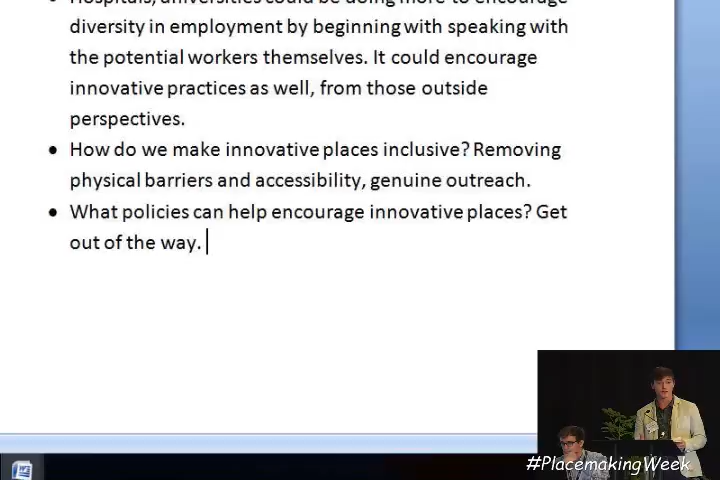 Hospitals, universities could be doing more to encourage
diversity in employment by beginning with speaking with
the potential workers themselves. It could encourage
innovative practices as well, from those outside
perspectives.
• How do we make innovative places inclusive? Removing
physical barriers and accessibility, genuine outreach.
• What policies can help encourage innovative places? Get
out of the way.
#PlacemakingWeek